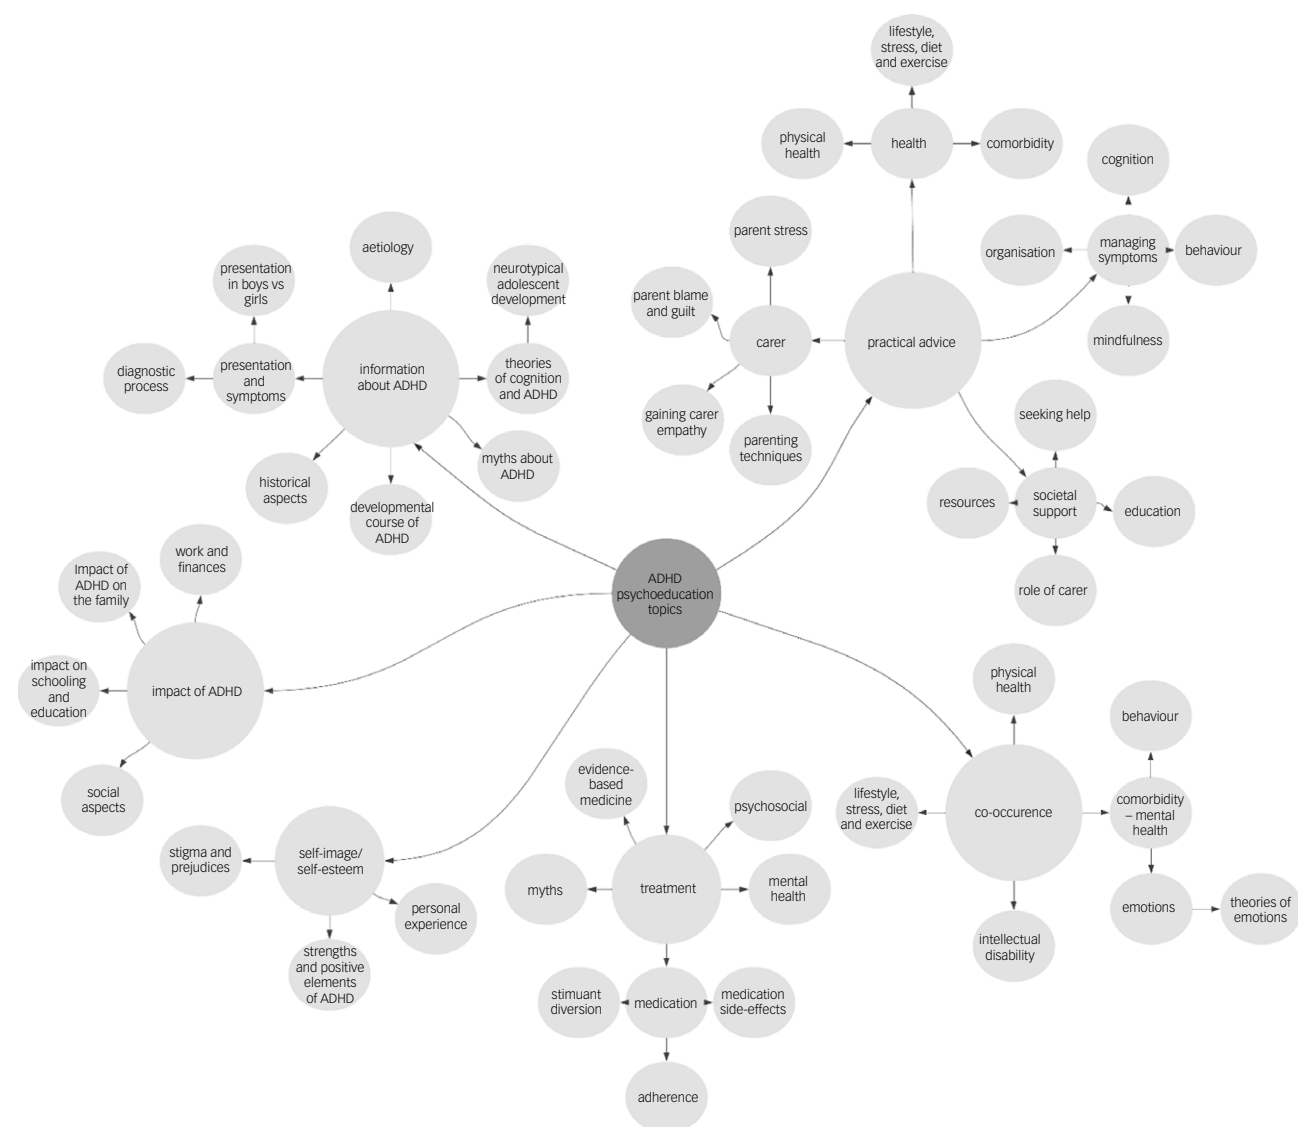 lifestyle,
stress, diet
and exercise
physical
health
health
comorbidity
cognition
parent stress
organisation
managing
symptoms
behaviour
parent blame
and guilt
carer
practical advice
mindfulness
gaining carer
empathy
parenting
techniques
seeking help
resources
societal
support
education
role of carer
aetiology
presentation
in boys vs
girls
neurotypical
adolescent
development
diagnostic
process
presentation
and
symptoms
information
about ADHD
theories
of cognition
and ADHD
myths about
ADHD
historical
aspects
developmental
course of
ADHD
ADHD
psychoeducation
topics
work and
finances
Impact of
ADHD on
the family
impact on
schooling
and
education
impact of ADHD
social
aspects
stigma and
prejudices
self-image/
self-esteem
personal
experience
strengths
and positive
elements
of ADHD
evidence-
based
medicine
psychosocial
myths
treatment
mental
health
stimuant
diversion
medication
medication
side-effects
adherence
physical
health
behaviour
lifestyle,
stress, diet
and exercise
co-occurence
comorbidity
– mental
health
emotions
theories of
emotions
intellectual
disability